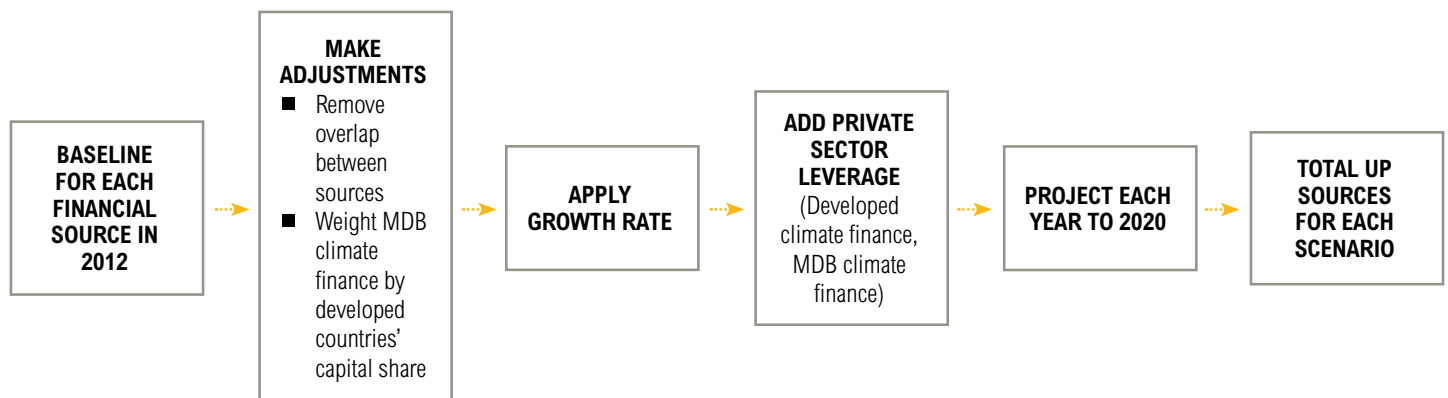 BASELINE
FOR EACH
FINANCIAL
SOURCE IN
2012
MAKE
ADJUSTMENTS
■ Remove
overlap
between
sources
■ Weight MDB
climate
finance by
developed
countries’
capital share
APPLY
GROWTH RATE
ADD PRIVATE
SECTOR
LEVERAGE
(Developed
climate finance,
MDB climate
finance)
PROJECT EACH
YEAR TO 2020
TOTAL UP
SOURCES
FOR EACH
SCENARIO